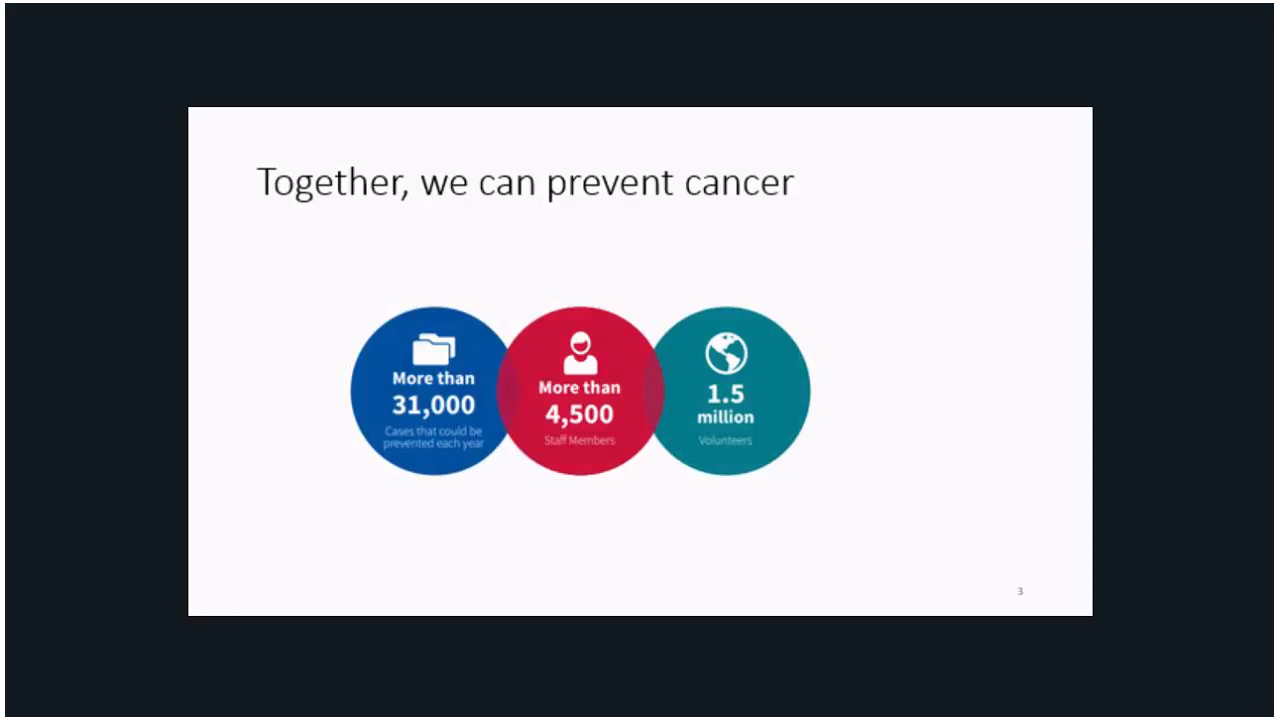 Together, we can prevent cancer
More than
31,000
Cases that could be
prevented each year
More than
4,500
Staff Members
1.5
million
Volunteers
3